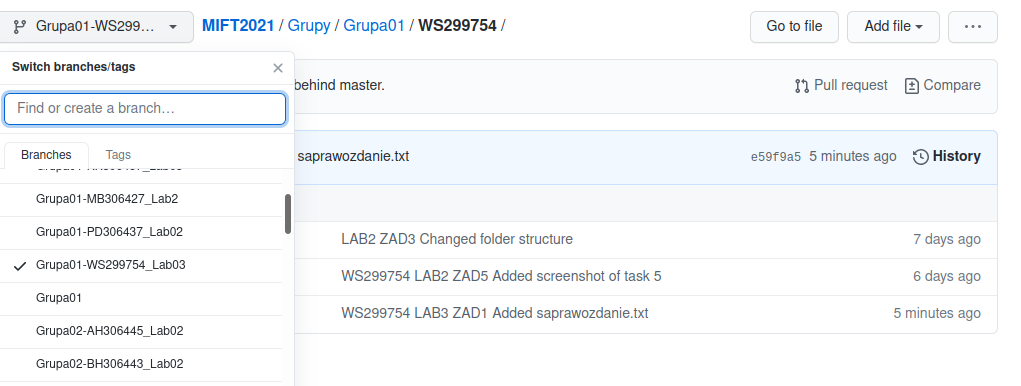 Grupa01-WS299...
MIFT2021 / Grupy / Grupa01 / WS299754 /
Go to file
Add file
...
Switch branches/tags
Find or create a branch...
behind master.
Pull request
Compare
Branches
Tags
saprawozdanie.txt
e59f9a5 5 minutes ago
History
Grupa01-MB306427_Lab2
Grupa01-PD306437_Lab02
Grupa01-WS299754_Lab03
Grupa01
Grupa02-AH306445_Lab02
Grupa02-BH306443_Lab02
LAB2 ZAD3 Changed folder structure
7 days ago
WS299754 LAB2 ZAD5 Added screenshot of task 5
6 days ago
WS299754 LAB3 ZAD1 Added saprawozdanie.txt
5 minutes ago